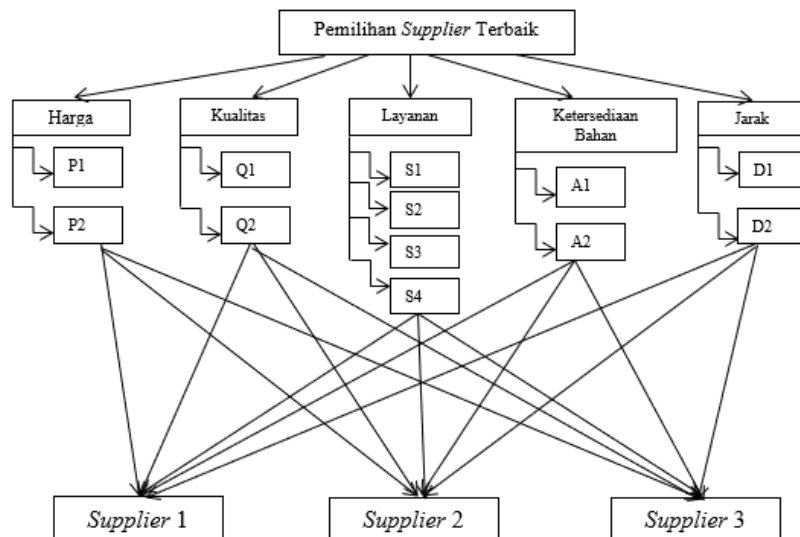 Pemilihan Supplier Terbaik
Harga
Kualitas
Layanan
Ketersediaan
Bahan
Jarak
P1
Q1
S1
A1
D1
P2
Q2
S2
S3
A2
D2
S4
Supplier 1
Supplier 2
Supplier 3